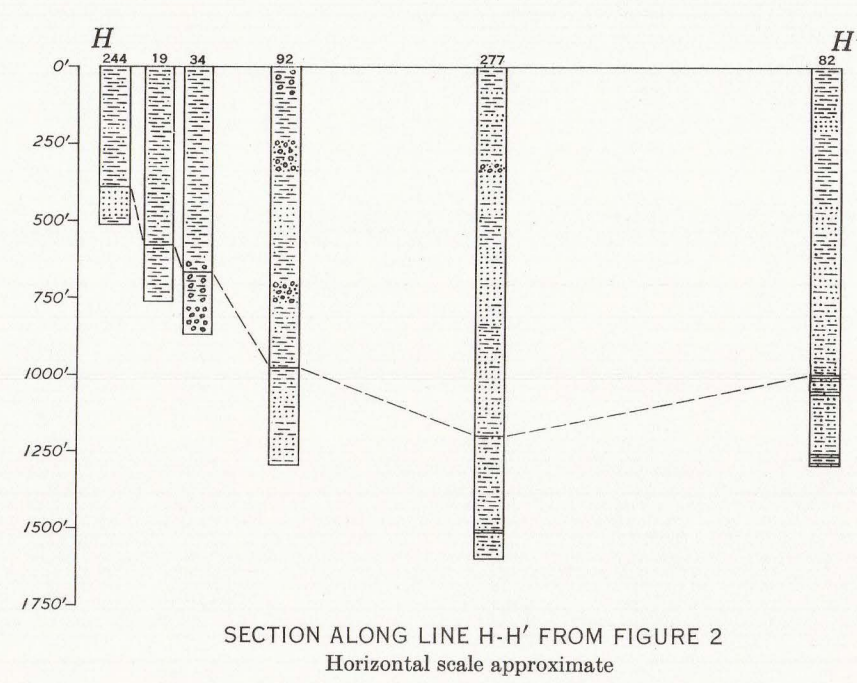 H H'
244 19 34 92 277 82
0'
250'
500'
750'
1000'
1250'
1500'
1750'
SECTION ALONG LINE H-H' FROM FIGURE 2
Horizontal scale approximate